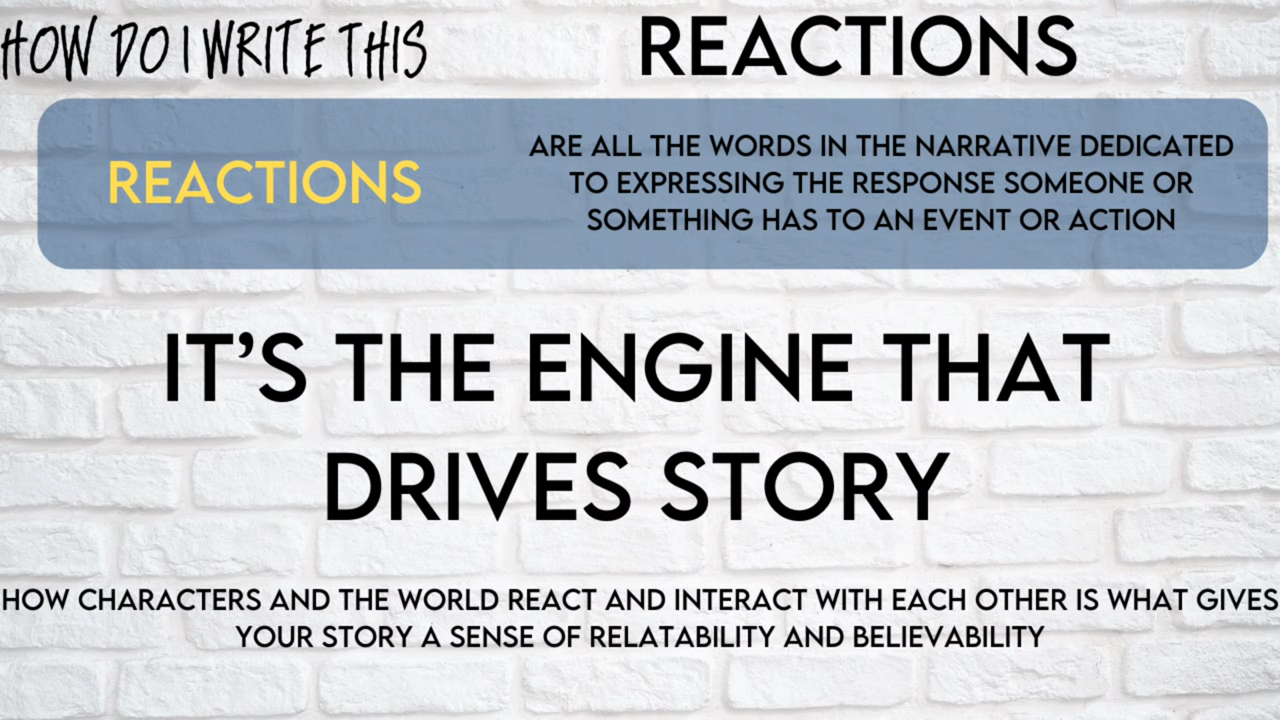 HOW DO I WRITE THIS
REACTIONS
REACTIONS
ARE ALL THE WORDS IN THE NARRATIVE DEDICATED
TO EXPRESSING THE RESPONSE SOMEONE OR
SOMETHING HAS TO AN EVENT OR ACTION
IT'S THE ENGINE THAT
DRIVES STORY
HOW CHARACTERS AND THE WORLD REACT AND INTERACT WITH EACH OTHER IS WHAT GIVES
YOUR STORY A SENSE OF RELATABILITY AND BELIEVABILITY